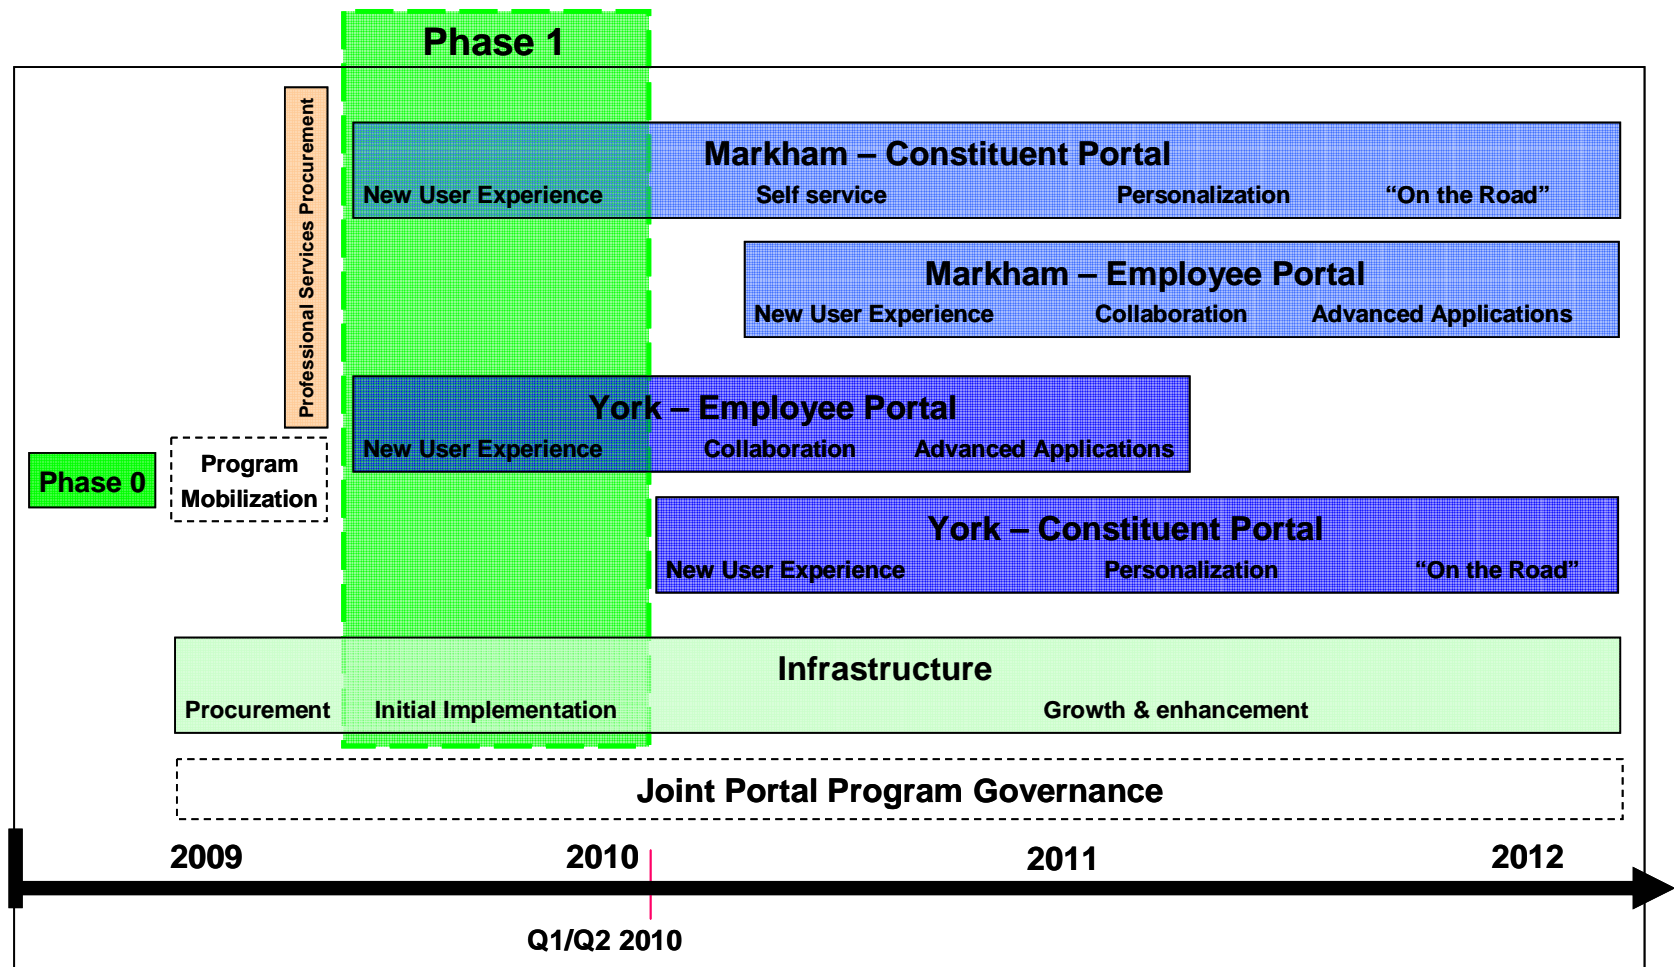 Phase 1
Professional Services Procurement
Markham – Constituent Portal
New User Experience Self service Personalization “On the Road”
Markham – Employee Portal
New User Experience Collaboration Advanced Applications
York – Employee Portal
New User Experience Collaboration Advanced Applications
Phase 0
Program
Mobilization
York – Constituent Portal
New User Experience Personalization “On the Road”
Infrastructure
Procurement Initial Implementation Growth & enhancement
Joint Portal Program Governance
2009 2010 2011 2012
Q1/Q2 2010